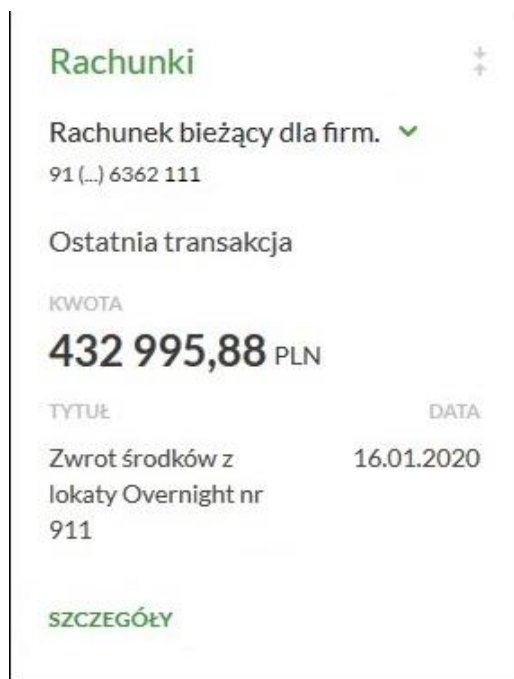 Rachunki
Rachunek bieżący dla firm.
91 (...) 6362 111
Ostatnia transakcja
KWOTA
432 995,88 PLN
TYTUŁ DATA
Zwrot środków z 16.01.2020
lokaty Overnight nr
911
SZCZEGÓŁY